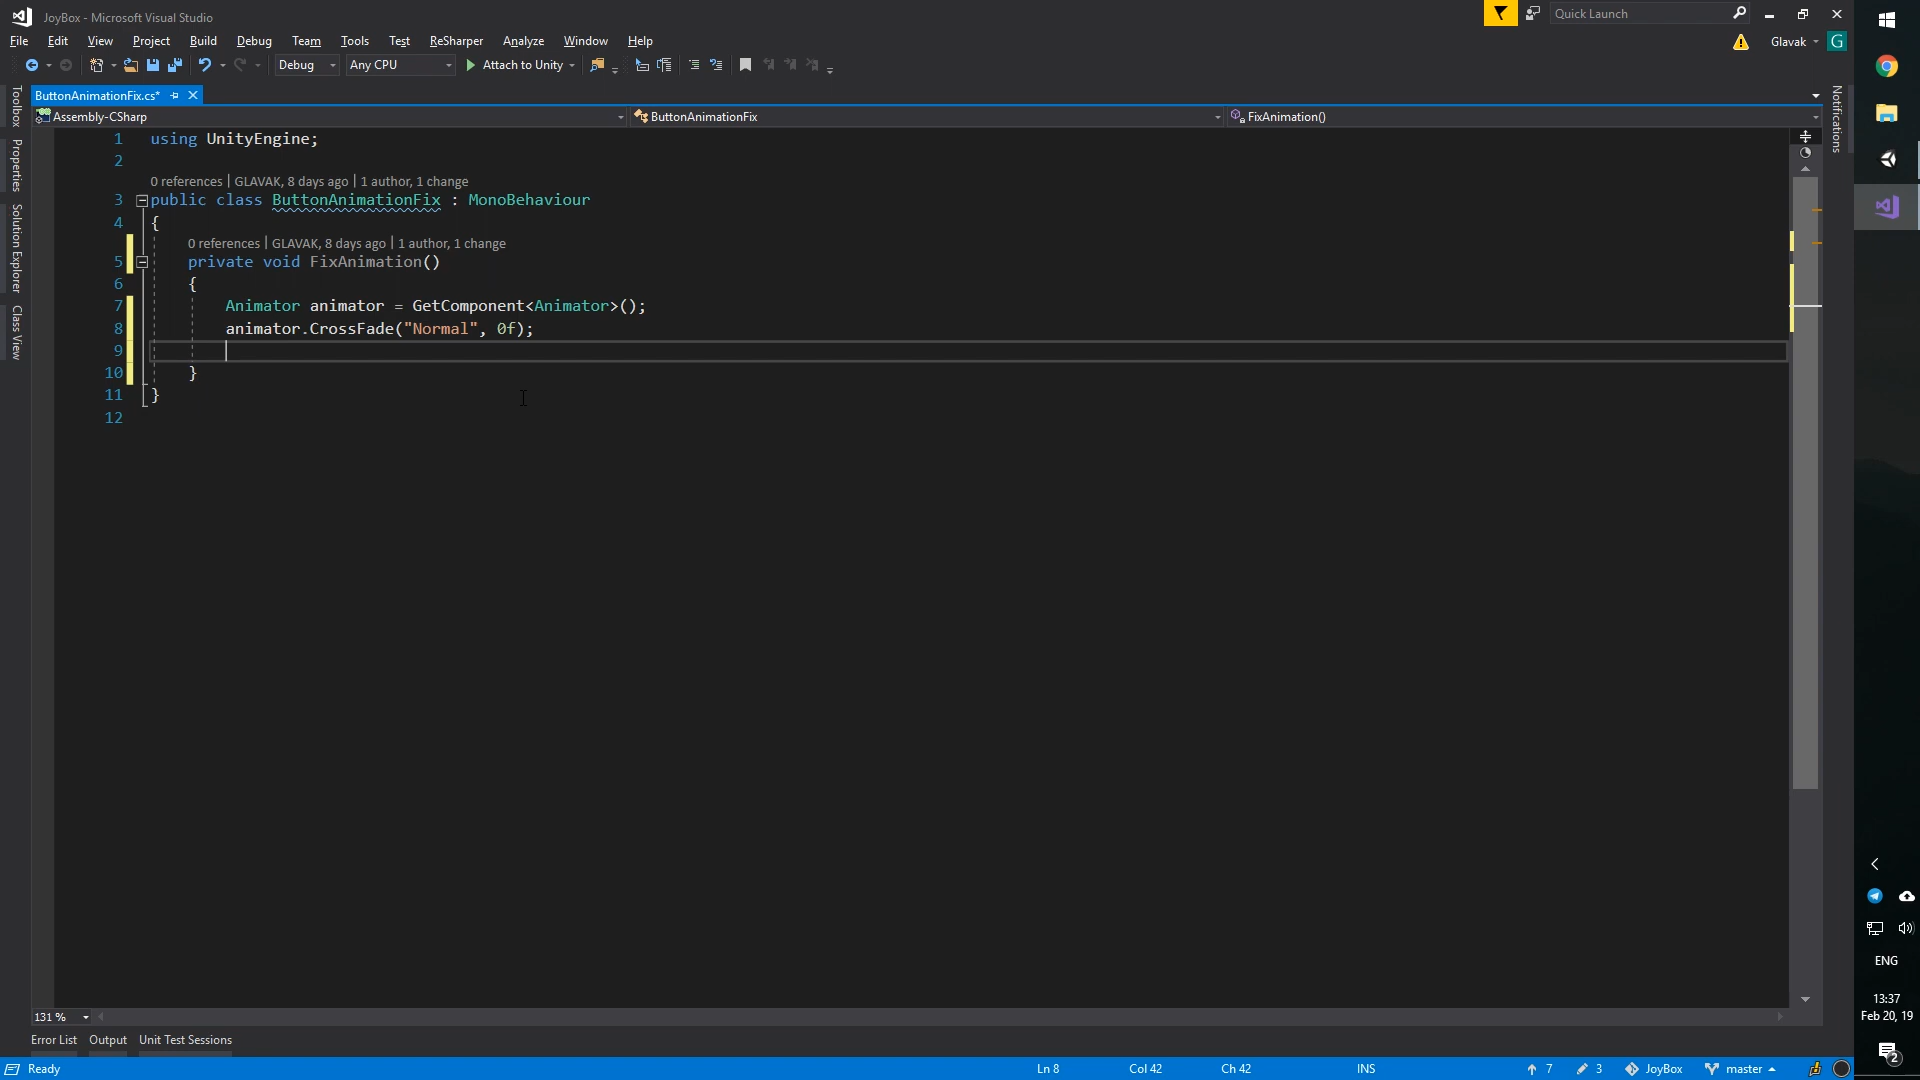 JoyBox - Microsoft Visual Studio
Quick Launch
File Edit View Project Build Debug Team Tools Test ReSharper Analyze Window Help
Glavak G
Debug Any CPU Attach to Unity
ButtonAnimationFix.cs*
Assembly-CSharp ButtonAnimationFix FixAnimation()
Toolbox
Properties
Solution Explorer
Class View
Notifications
1 using UnityEngine;
2
0 references | GLAVAK, 8 days ago | 1 author, 1 change
3 public class ButtonAnimationFix : MonoBehaviour
4 {
0 references | GLAVAK, 8 days ago | 1 author, 1 change
5 private void FixAnimation()
6 {
7 Animator animator = GetComponent<Animator>();
8 animator.CrossFade("Normal", 0f);
9
10 }
11 }
12
131 %
Error List Output Unit Test Sessions
Ready Ln 8 Col 42 Ch 42 INS 7 3 JoyBox master
ENG
13:37
Feb 20, 19
2